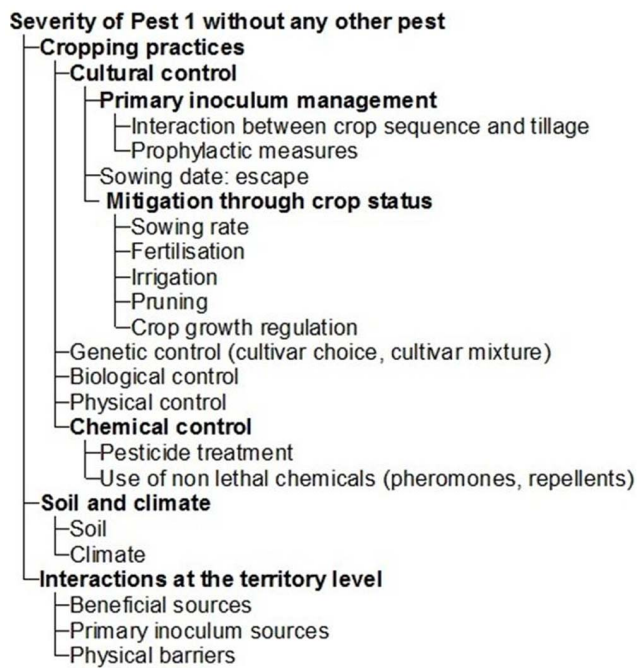 Severity of Pest 1 without any other pest
Cropping practices
Cultural control
Primary inoculum management
Interaction between crop sequence and tillage
Prophylactic measures
Sowing date: escape
Mitigation through crop status
Sowing rate
Fertilisation
Irrigation
Pruning
Crop growth regulation
Genetic control (cultivar choice, cultivar mixture)
Biological control
Physical control
Chemical control
Pesticide treatment
Use of non lethal chemicals (pheromones, repellents)
Soil and climate
Soil
Climate
Interactions at the territory level
Beneficial sources
Primary inoculum sources
Physical barriers